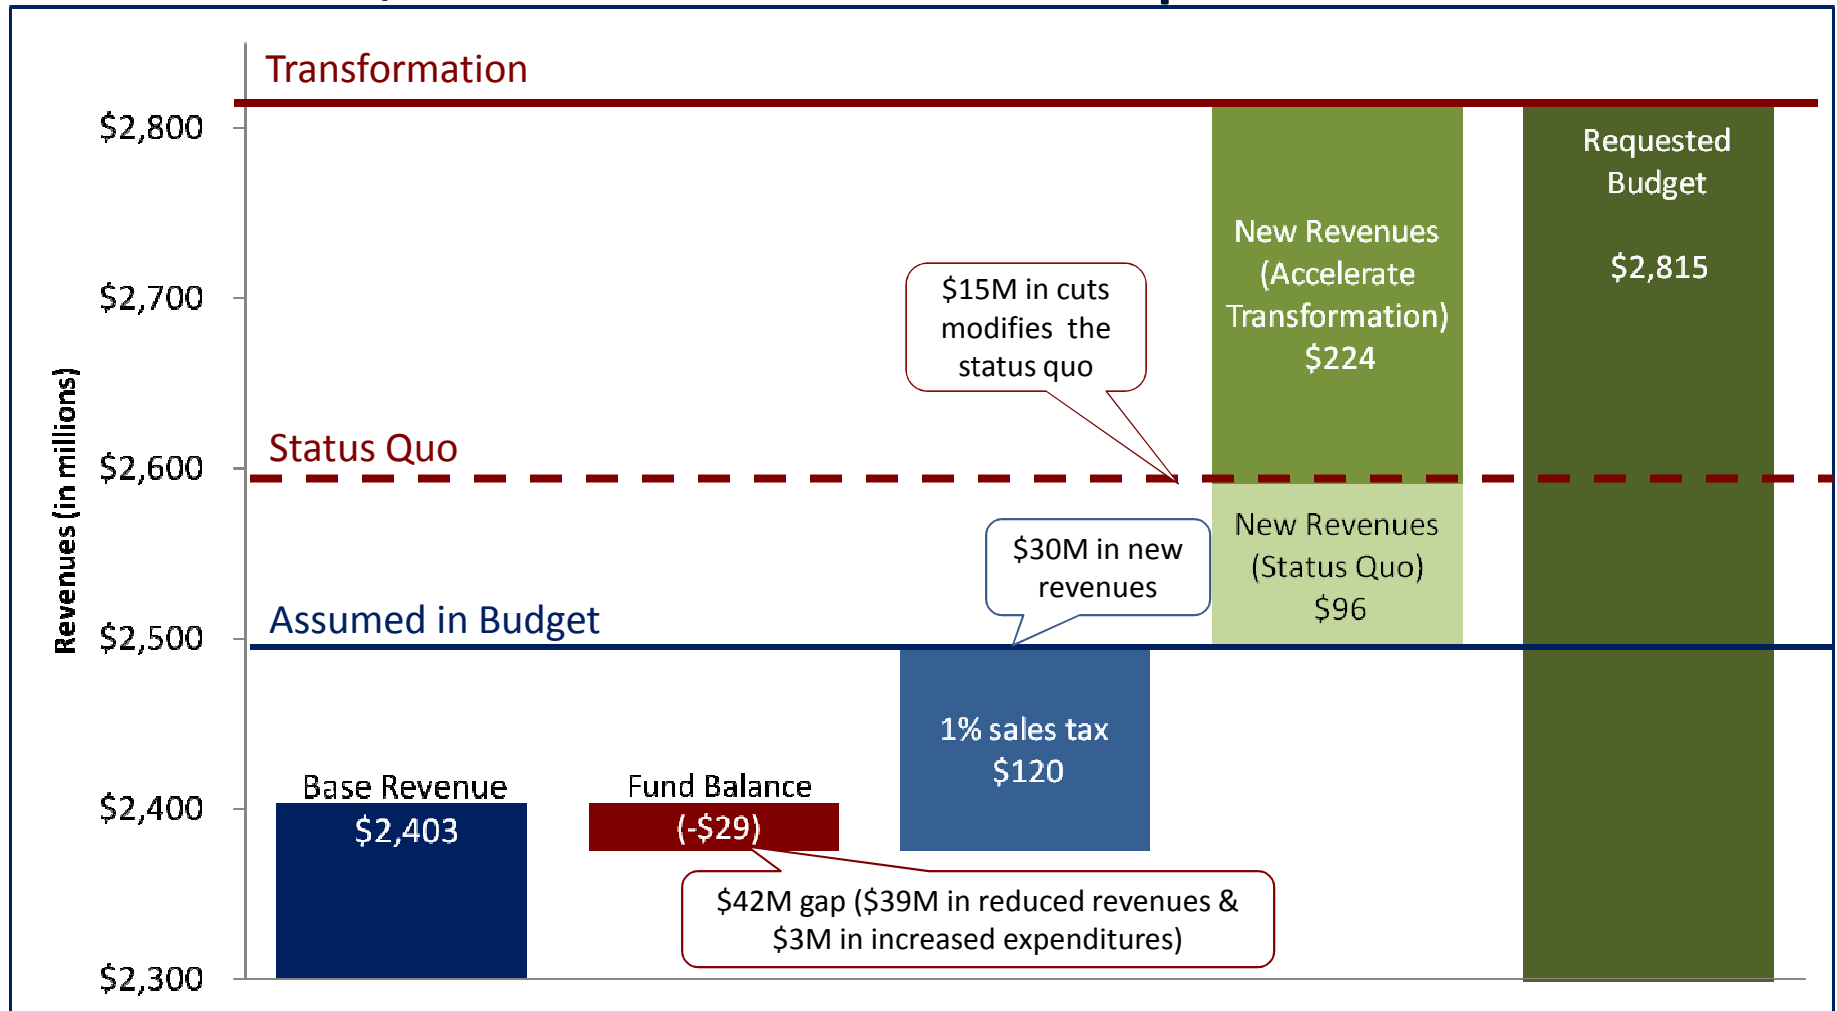 Transformation
$2,800
Requested
Budget
$2,815
New Revenues
(Accelerate
Transformation)
$224
$15M in cuts
modifies  the
status quo
$2,700
Revenues (in millions)
Status Quo
$2,600
New Revenues
(Status Quo)
$96
$30M in new
revenues
Assumed in Budget
$2,500
1% sales tax
$120
Base Revenue
$2,403
Fund Balance
(-$29)
$2,400
$42M gap ($39M in reduced revenues &
$3M in increased expenditures)
$2,300